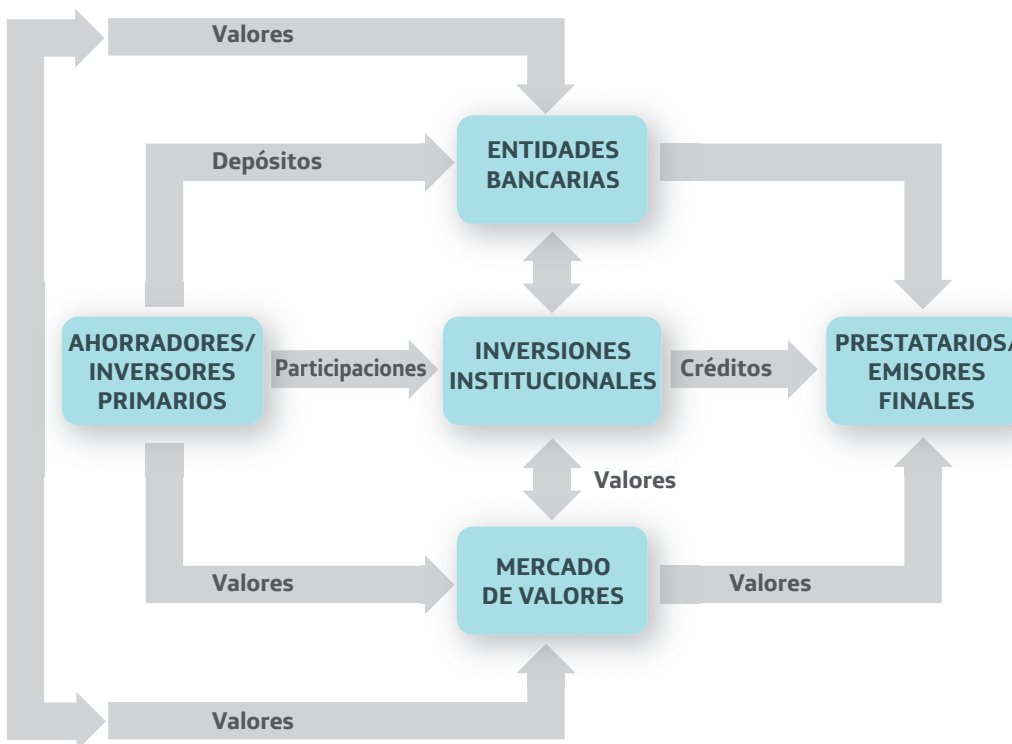 Valores
ENTIDADES
BANCARIAS
Depósitos
AHORRADORES/
INVERSORES
PRIMARIOS
Participaciones
INVERSIONES
INSTITUCIONALES
Créditos
PRESTATARIOS/
EMISORES
FINALES
Valores
MERCADO
DE VALORES
Valores
Valores
Valores